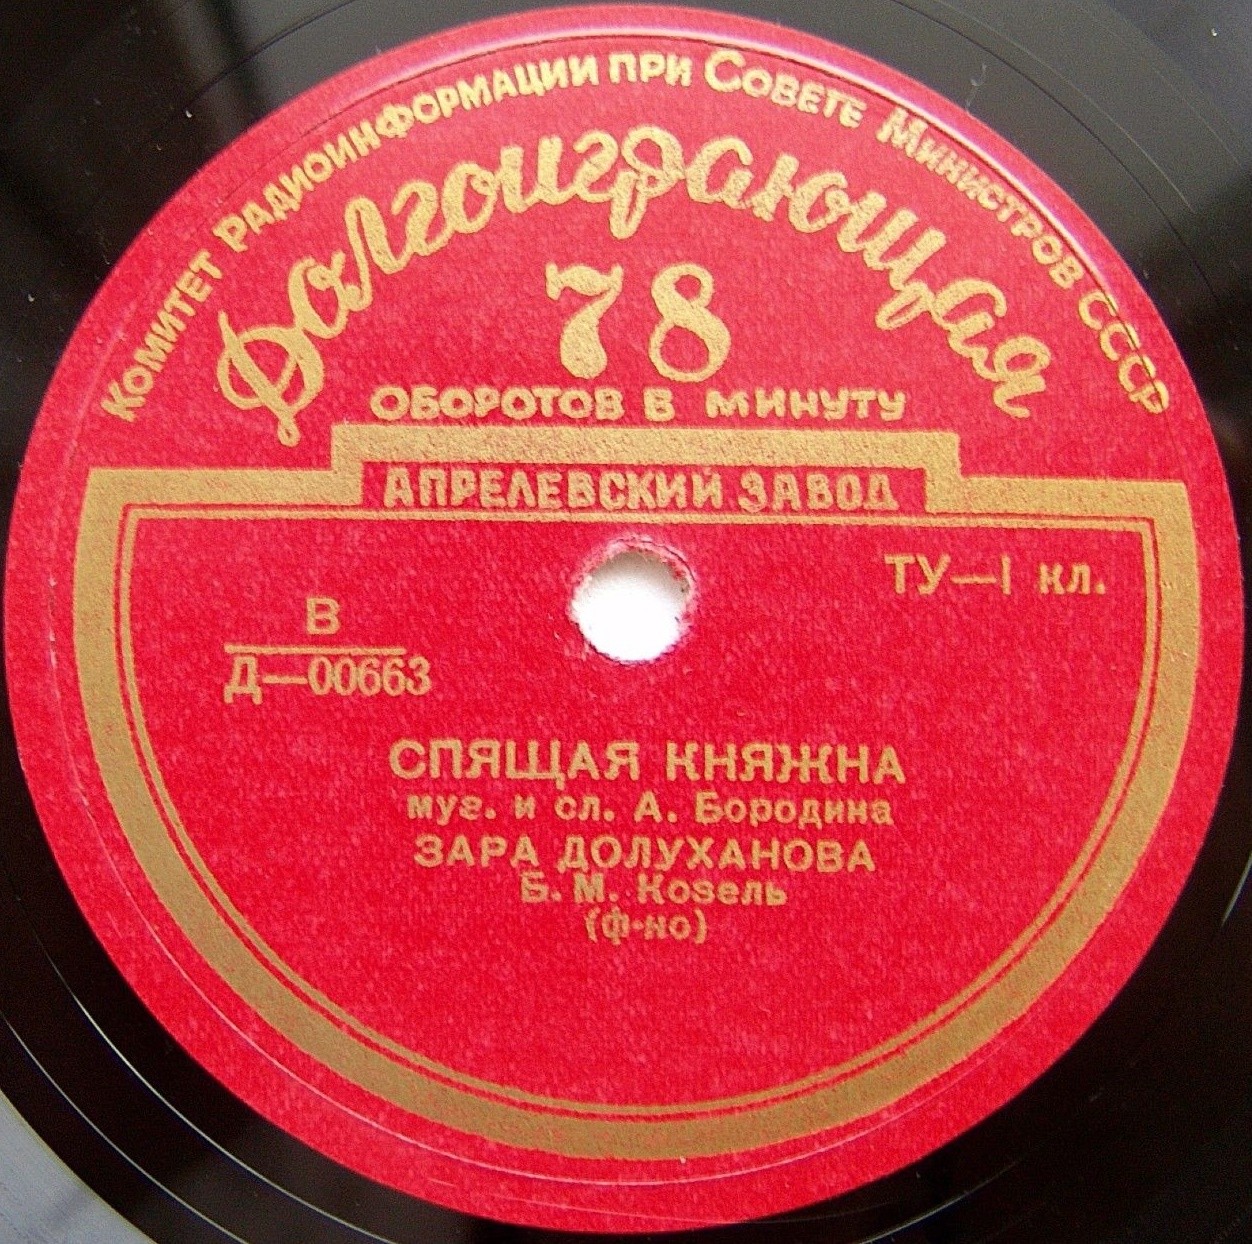 Комитет радиоинформации при Совете Министров СССР
Долгоиграющая
78
ОБОРОТОВ В МИНУТУ
АПРЕЛЕВСКИЙ ЗАВОД
ТУ—I кл.
В
Д—00663
СПЯЩАЯ КНЯЖНА
муз. и сл. А. Бородина
ЗАРА ДОЛУХАНОВА
Б. М. Козель
(ф-но)